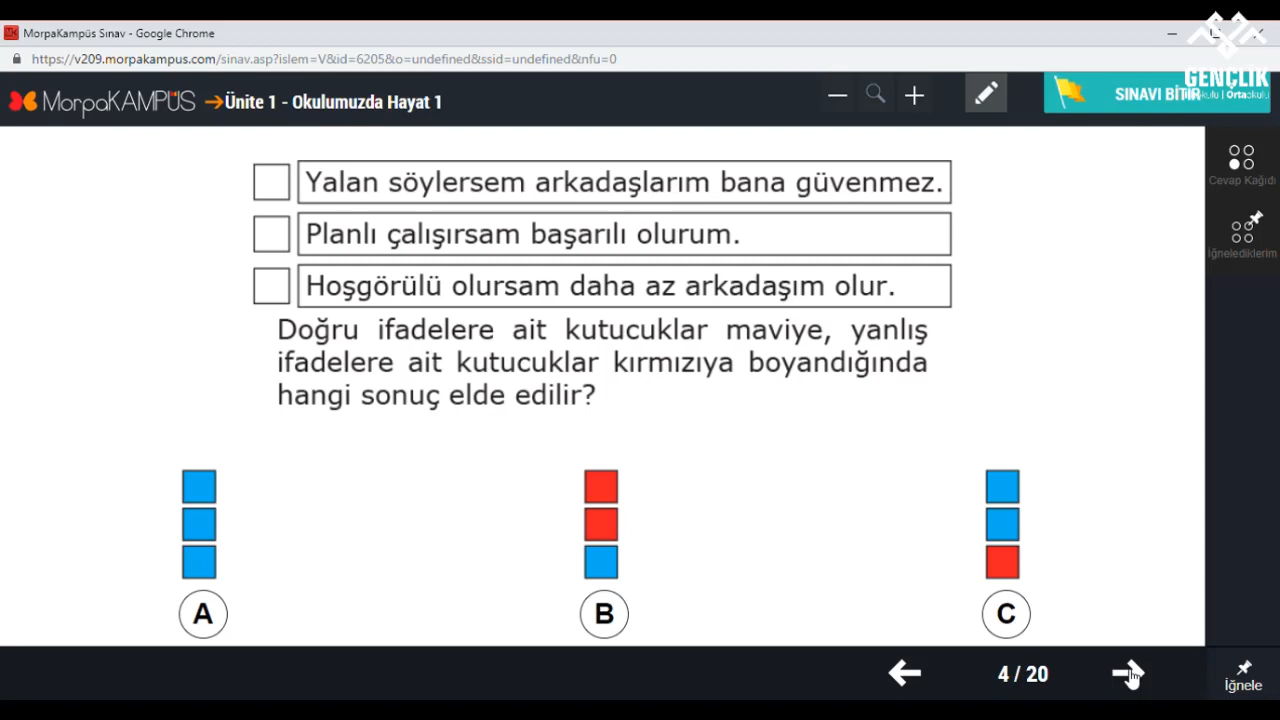 MorpaKampüs Sınav - Google Chrome
https://v209.morpakampus.com/sinav.asp?islem=V&id=6205&o=undefined&ssid=undefined&nfu=0
MorpaKAMPÜS
Ünite 1 - Okulumuzda Hayat 1
SINAVI BİTİR
GENÇLİK
Ortaokulu
Cevap Kağıdı
İğnelediklerim
Yalan söylersem arkadaşlarım bana güvenmez.
Planlı çalışırsam başarılı olurum.
Hoşgörülü olursam daha az arkadaşım olur.
Doğru ifadelere ait kutucuklar maviye, yanlış
ifadelere ait kutucuklar kırmızıya boyandığında
hangi sonuç elde edilir?
A
B
C
4 / 20
İğnele